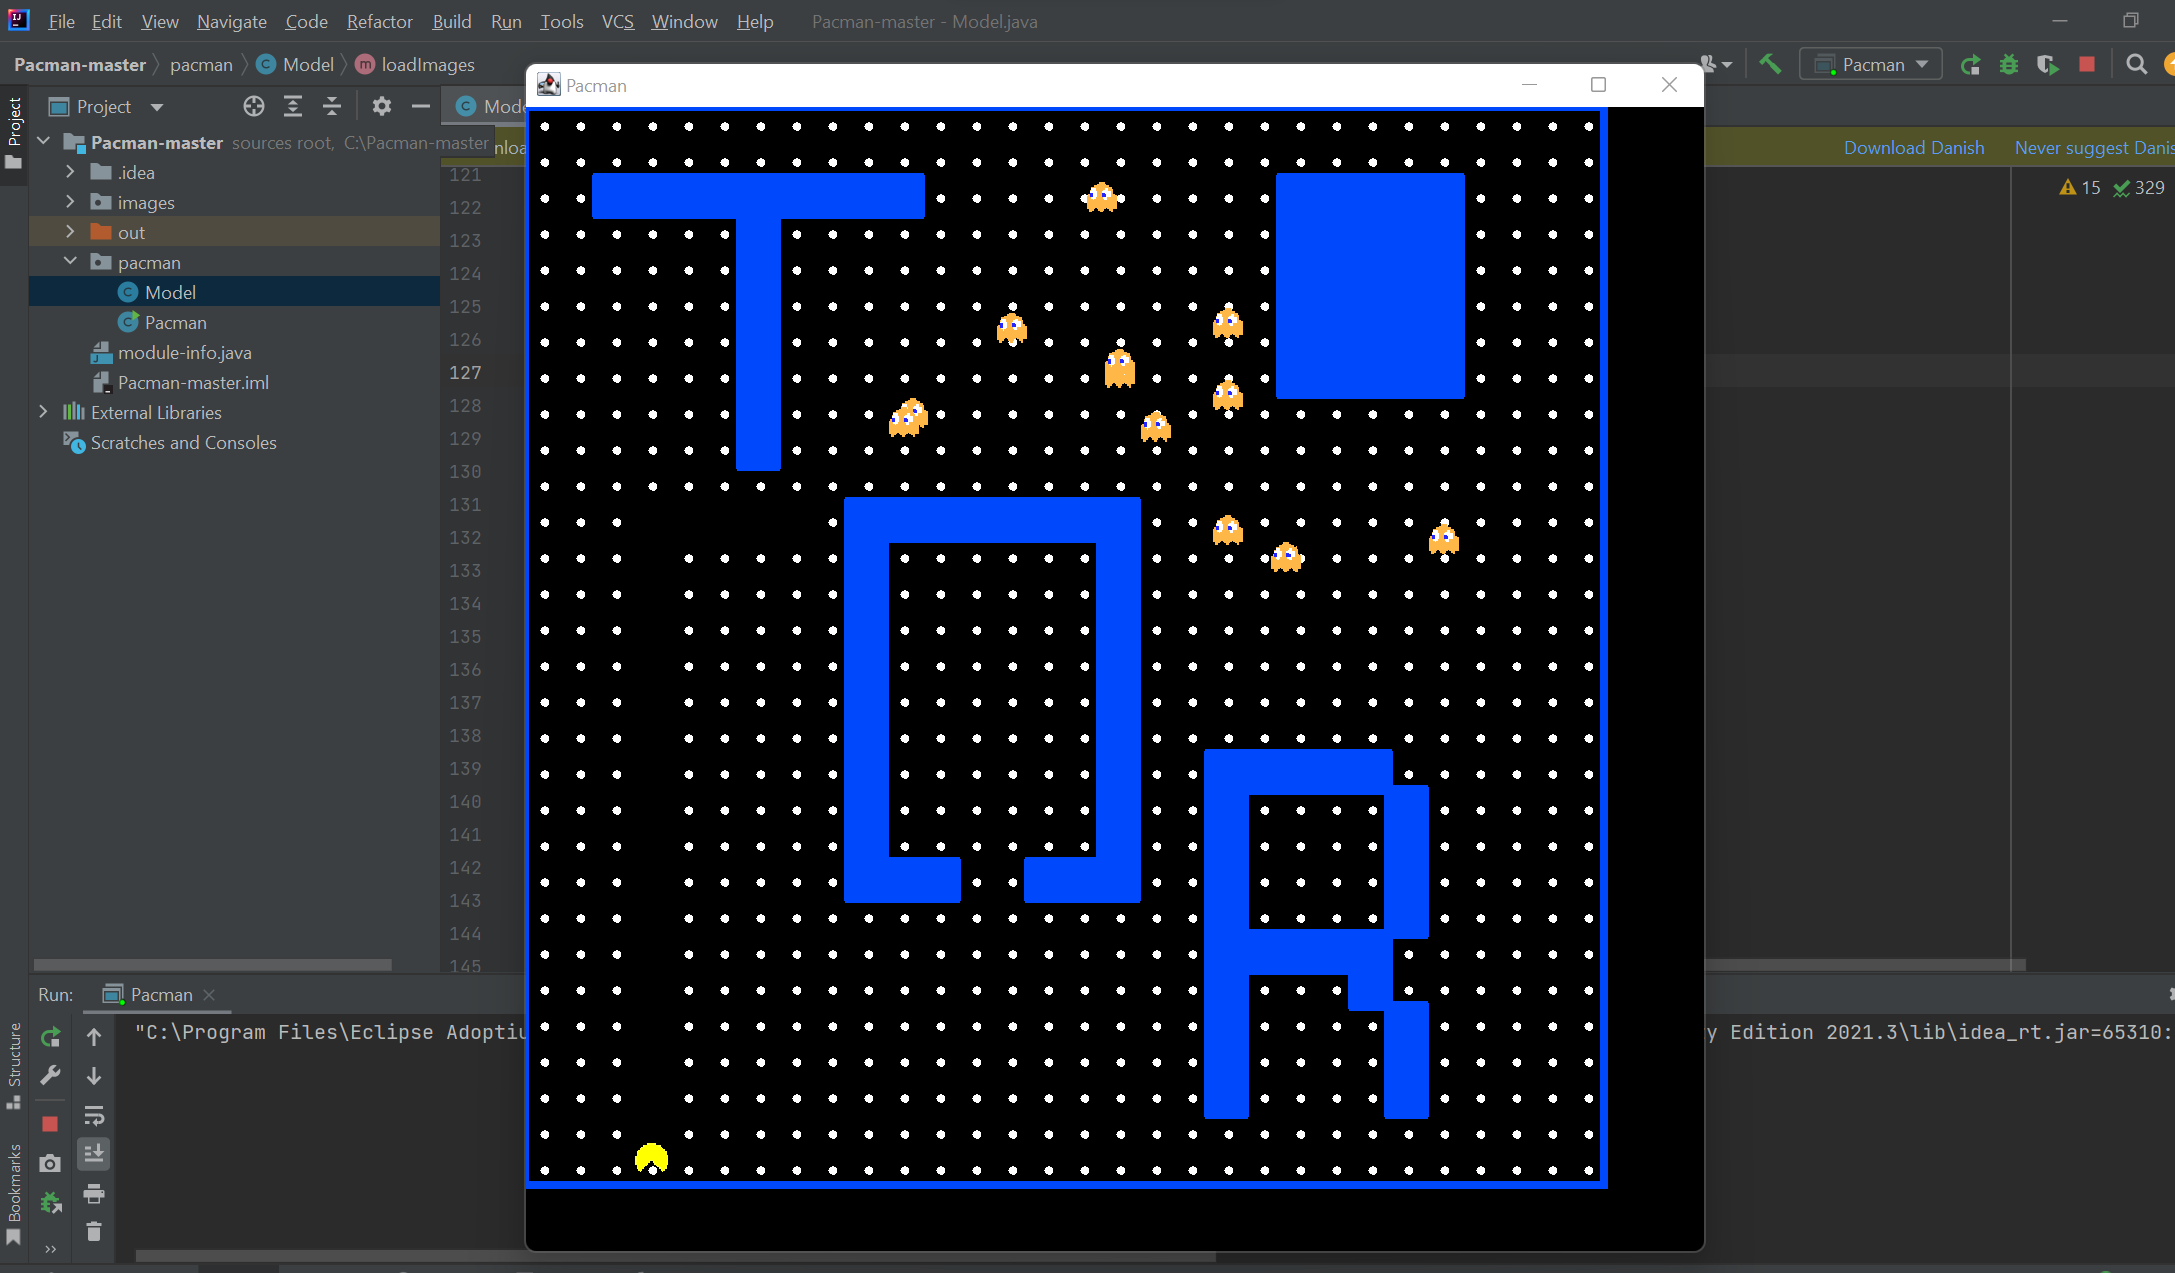 File Edit View Navigate Code Refactor Build Run Tools VCS Window Help Pacman-master - Model.java
Pacman-master pacman Model loadImages
Pacman
Pacman
Project
Project
Pacman-master sources root, C:\Pacman-master
.idea
images
out
pacman
Model
Pacman
module-info.java
Pacman-master.iml
External Libraries
Scratches and Consoles
Download Danish Never suggest Danis
15 329
121
122
123
124
125
126
127
128
129
130
131
132
133
134
135
136
137
138
139
140
141
142
143
144
145
Run: Pacman
"C:\Program Files\Eclipse Adoptiu
y Edition 2021.3\lib\idea_rt.jar=65310:
Structure
Bookmarks